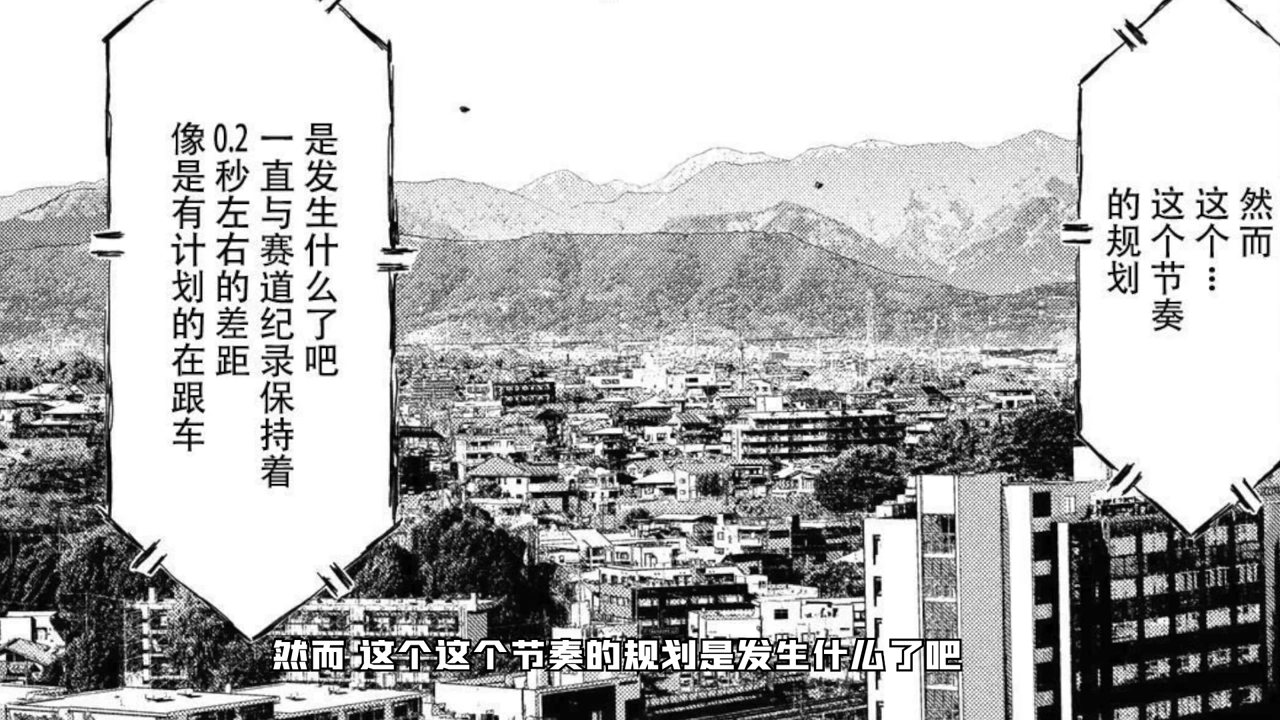 然而
这个…
这个节奏
的规划
是发生什么了吧
一直与赛道纪录保持着
0.2秒左右的差距
像是有计划的在跟车
然而 这个这个节奏的规划是发生什么了吧